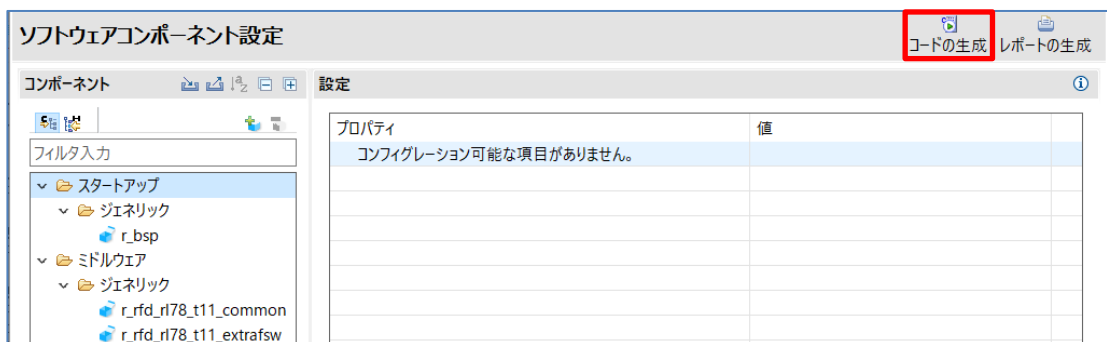 ソフトウェアコンポーネント設定
コードの生成 レポートの生成
コンポーネント
設定
フィルタ入力
スタートアップ
ジェネリック
r_bsp
ミドルウェア
ジェネリック
r_rfd_rl78_t11_common
r_rfd_rl78_t11_extrafsw
プロパティ 値
コンフィグレーション可能な項目がありません。